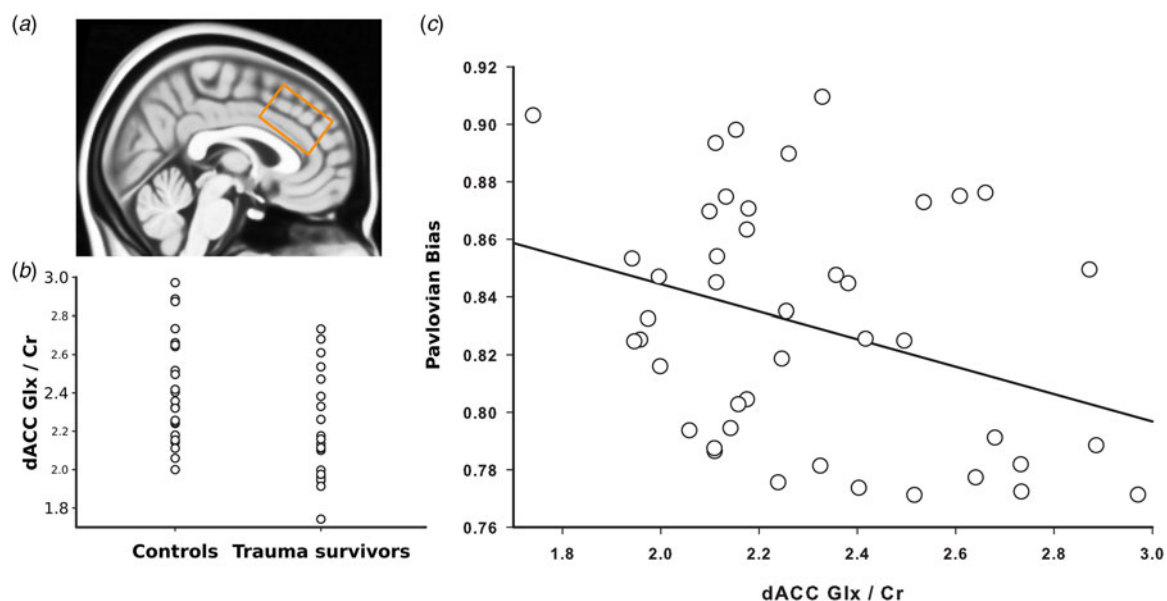 (a)
(b)
3.0
2.8
2.6
2.4
2.2
2.0
1.8
dACC Glx / Cr
Controls Trauma survivors
(c)
0.92
0.90
0.88
0.86
0.84
0.82
0.80
0.78
0.76
Pavlovian Bias
1.8 2.0 2.2 2.4 2.6 2.8 3.0
dACC Glx / Cr